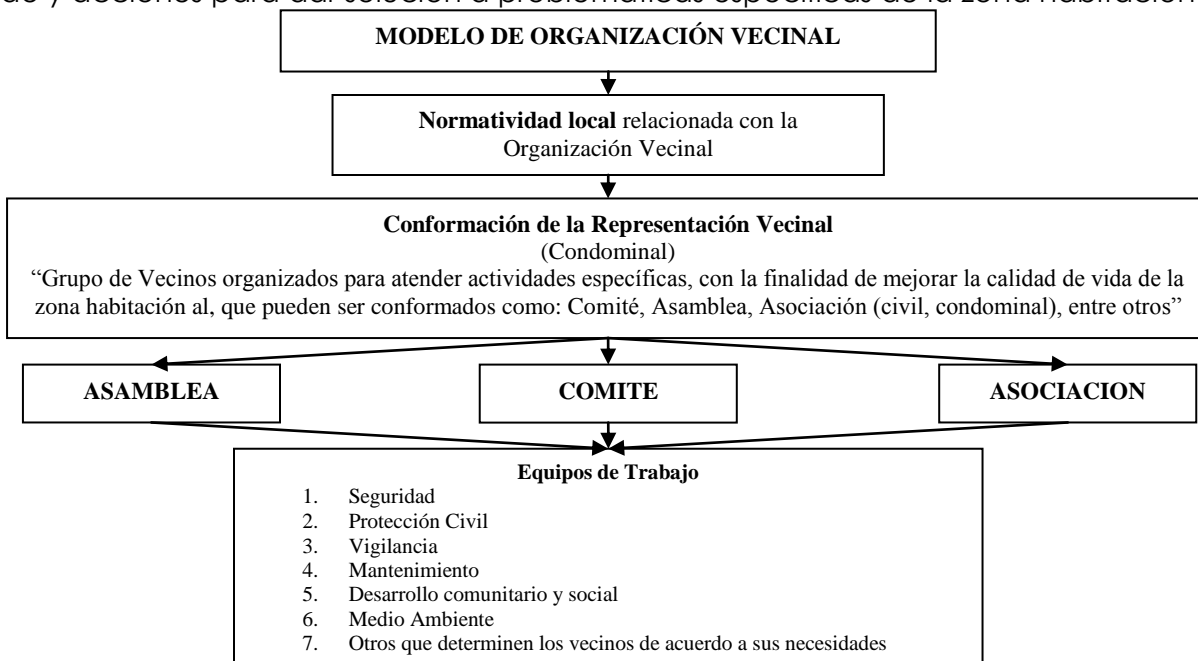 y acciones para dar solución a problemáticas específicas de la zona
MODELO DE ORGANIZACIÓN VECINAL
Normatividad local relacionada con la
Organización Vecinal
Conformación de la Representación Vecinal
(Condominal)
“Grupo de Vecinos organizados para atender actividades específicas, con la finalidad de mejorar la calidad de vida de la
zona habitación al, que pueden ser conformados como: Comité, Asamblea, Asociación (civil, condominal), entre otros”
ASAMBLEA
COMITE
ASOCIACION
Equipos de Trabajo
1. Seguridad
2. Protección Civil
3. Vigilancia
4. Mantenimiento
5. Desarrollo comunitario y social
6. Medio Ambiente
7. Otros que determinen los vecinos de acuerdo a sus necesidades